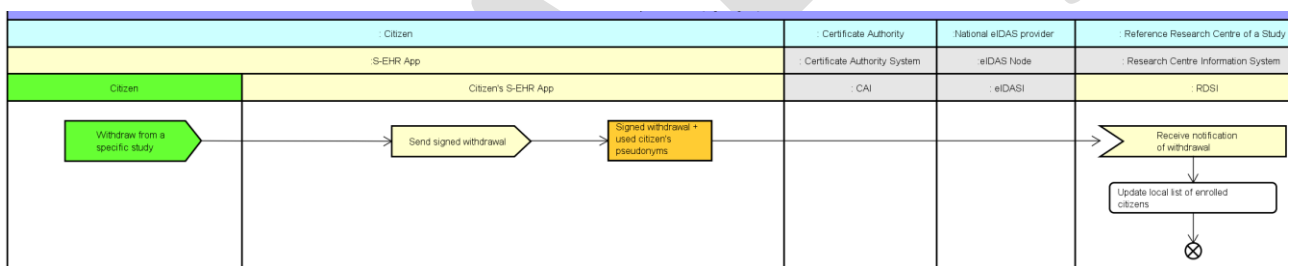 : Citizen
: Certificate Authority
:National eIDAS provider
: Reference Research Centre of a Study
:S-EHR App
: Certificate Authority System
:eIDAS Node
: Research Centre Information System
Citizen
Citizen's S-EHR App
: CAI
: eIDASI
: RDSI
Withdraw from a
specific study
Send signed withdrawal
Signed withdrawal +
used citizen's
pseudonyms
Receive notification
of withdrawal
Update local list of enrolled
citizens